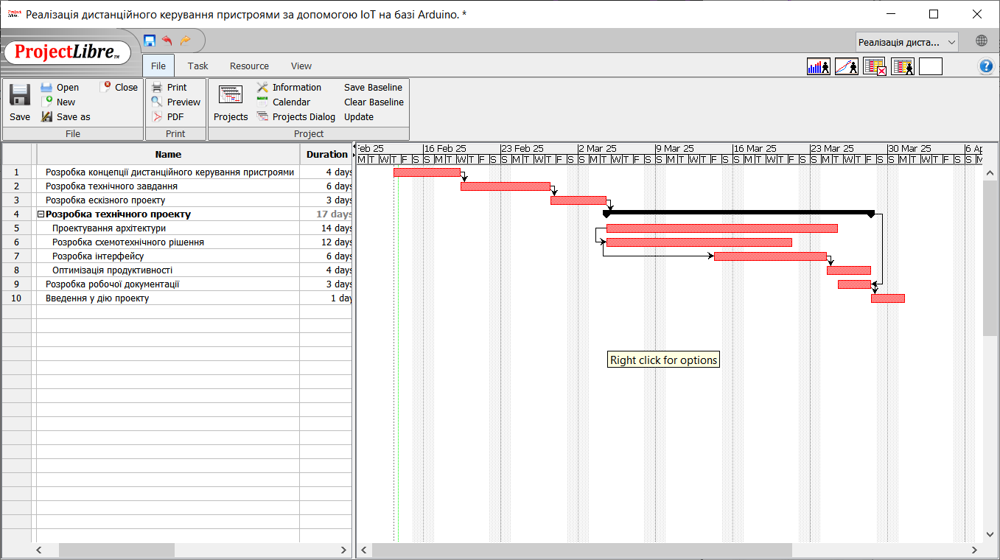 Project Libre.
Реалізація дистанційного керування пристроями за допомогою IoT на базі Arduino. *
ProjectLibre™
Реалізація диста...
File Task Resource View
Save
Open
New
Save as
Close
File
Print
Preview
PDF
Print
Projects
Information
Calendar
Projects Dialog
Save Baseline
Clear Baseline
Update
Project
Name Duration
eb 25 16 Feb 25 23 Feb 25 2 Mar 25 9 Mar 25 16 Mar 25 23 Mar 25 30 Mar 25 6 Ap
M T W T F S S M T W T F S S M T W T F S S M T W T F S S M T W T F S S M T W T F S S M T W T F S S M T W T F S S M
1 Розробка концепції дистанційного керування пристроями 4 days
2 Розробка технічного завдання 6 days
3 Розробка ескізного проекту 3 days
4 Розробка технічного проекту 17 days
5 Проектування архітектури 14 days
6 Розробка схемотехнічного рішення 12 days
7 Розробка інтерфейсу 6 days
8 Оптимізація продуктивності 4 days
9 Розробка робочої документації 3 days
10 Введення у дію проекту 1 day
Right click for options